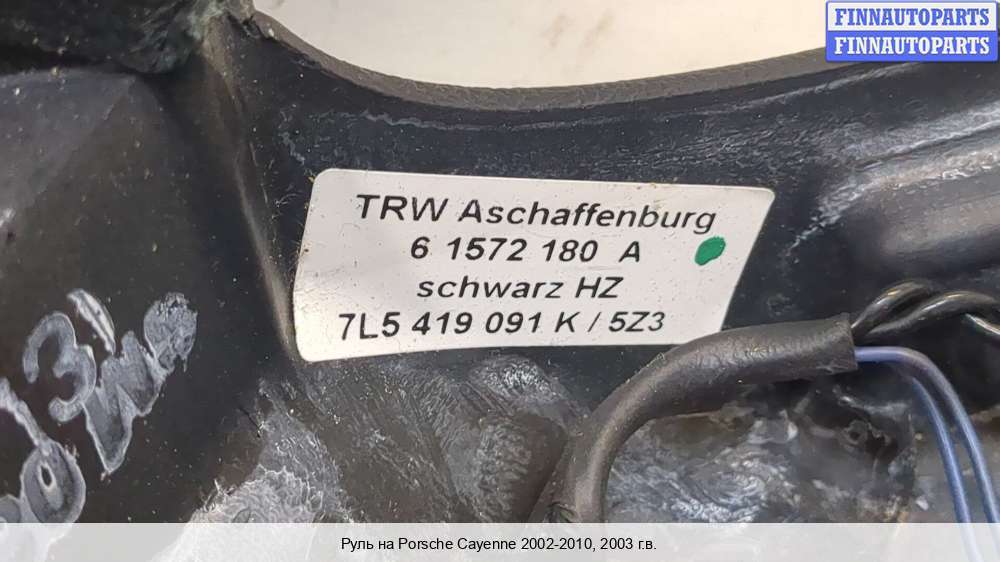 FINNAUTOPARTS
FINNAUTOPARTS
TRW Aschaffenburg
6 1572 180 A
schwarz HZ
7L5 419 091 K / 5Z3
Руль на Porsche Cayenne 2002-2010, 2003 г.в.